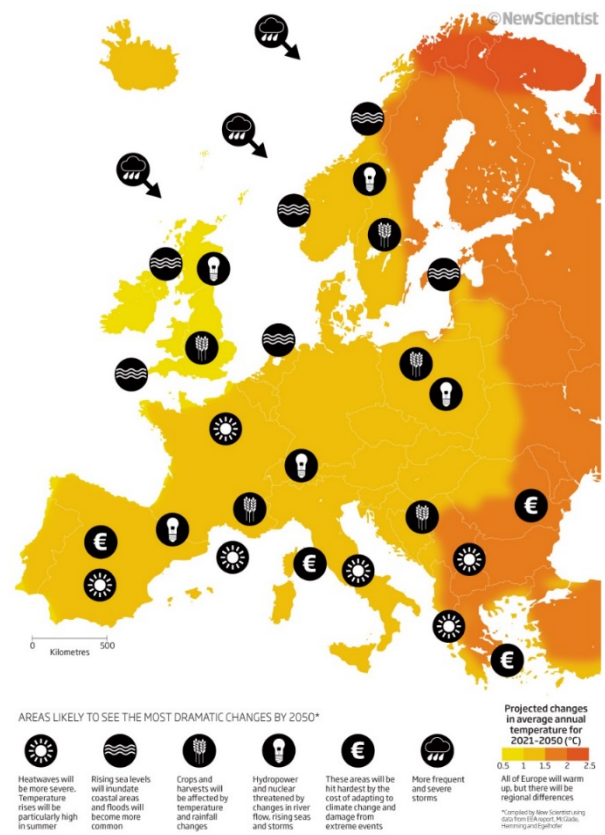 ©NewScientist
€
€
€
€
0 500
Kilometres
AREAS LIKELY TO SEE THE MOST DRAMATIC CHANGES BY 2050*
€
Heatwaves will
be more severe.
Temperature
rises will be
particularly high
in summer
Rising sea levels
will inundate
coastal areas
and floods will
become more
common
Crops and
harvests will
be affected by
temperature
and rainfall
changes
Hydropower
and nuclear
threatened by
changes in river
flow, rising seas
and storms
These areas will be
hit hardest by the
cost of adapting to
climate change and
damage from
extreme events
More frequent
and severe
storms
Projected changes
in average annual
temperature for
2021-2050 (°C)
0.5 1 1.5 2 2.5
All of Europe will warm
up, but there will be
regional differences
*Compiled by New Scientist using
data from EEA report, McGlade,
Hemming and Egelhofer